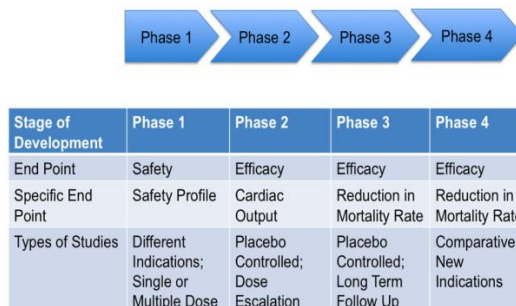 Phase 1 Phase 2 Phase 3 Phase 4
Stage of Phase 1 Phase 2 Phase 3 Phase 4
Development
End Point Safety Efficacy Efficacy Efficacy
Specific End Safety Profile Cardiac Reduction in Reduction in
Point Output Mortality Rate Mortality Rate
Types of Studies Different Placebo Placebo Comparative
Indications; Controlled; Controlled; New
Single or Dose Long Term Indications
Multiple Dose Escalation Follow Up